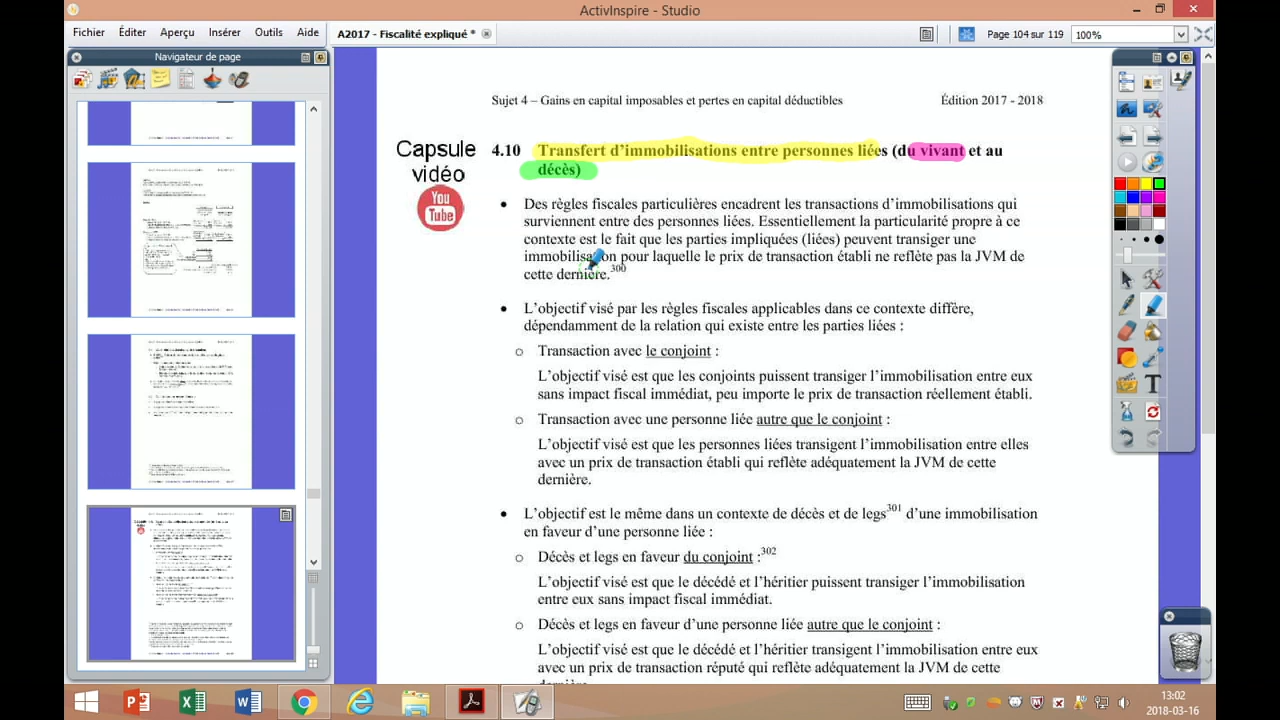 ActivInspire - Studio
Fichier Éditer Aperçu Insérer Outils Aide
A2017 - Fiscalité expliqué *
Page 104 sur 119
100%
Navigateur de page
Sujet 4 – Gains en capital imposables et pertes en capital déductibles Édition 2017 - 2018
Capsule
vidéo
You
Tube
4.10 Transfert d’immobilisations entre personnes liées (du vivant et au
décès)
• Des règles fiscales particulières encadrent les transactions d’immobilisations qui
surviennent entre personnes liées. Essentiellement, la particularité propre à ce
contexte est le fait que les parties impliquées (liées) peuvent transiger une
immobilisation pour laquelle le prix de transaction établi ne reflète pas la JVM de
cette dernière.300
• L’objectif visé par les règles fiscales applicables dans ce contexte diffère,
dépendamment de la relation qui existe entre les parties liées :
o Transaction avec le conjoint :
L’objectif visé est que les conjoints puissent transiger l’immobilisation entre eux
sans impact fiscal immédiat, peu importe le prix de transaction réellement établi.
o Transaction avec une personne liée autre que le conjoint :
L’objectif visé est que les personnes liées transigent l’immobilisation entre elles
avec un prix de transaction établi qui reflète adéquatement la JVM de cette
dernière.
• L’objectif est le même dans un contexte de décès et de legs301 d’une immobilisation
en faveur d’une personne liée :
o Décès et legs en faveur du conjoint :302
L’objectif visé est que le décédé et l’héritier puissent transiger l’immobilisation
entre eux sans impact fiscal immédiat.
o Décès et legs en faveur d’une personne liée autre que le conjoint :
L’objectif visé est que le décédé et l’héritier transigent l’immobilisation entre eux
avec un prix de transaction réputé qui reflète adéquatement la JVM de cette
dernière.
13:02
2018-03-16